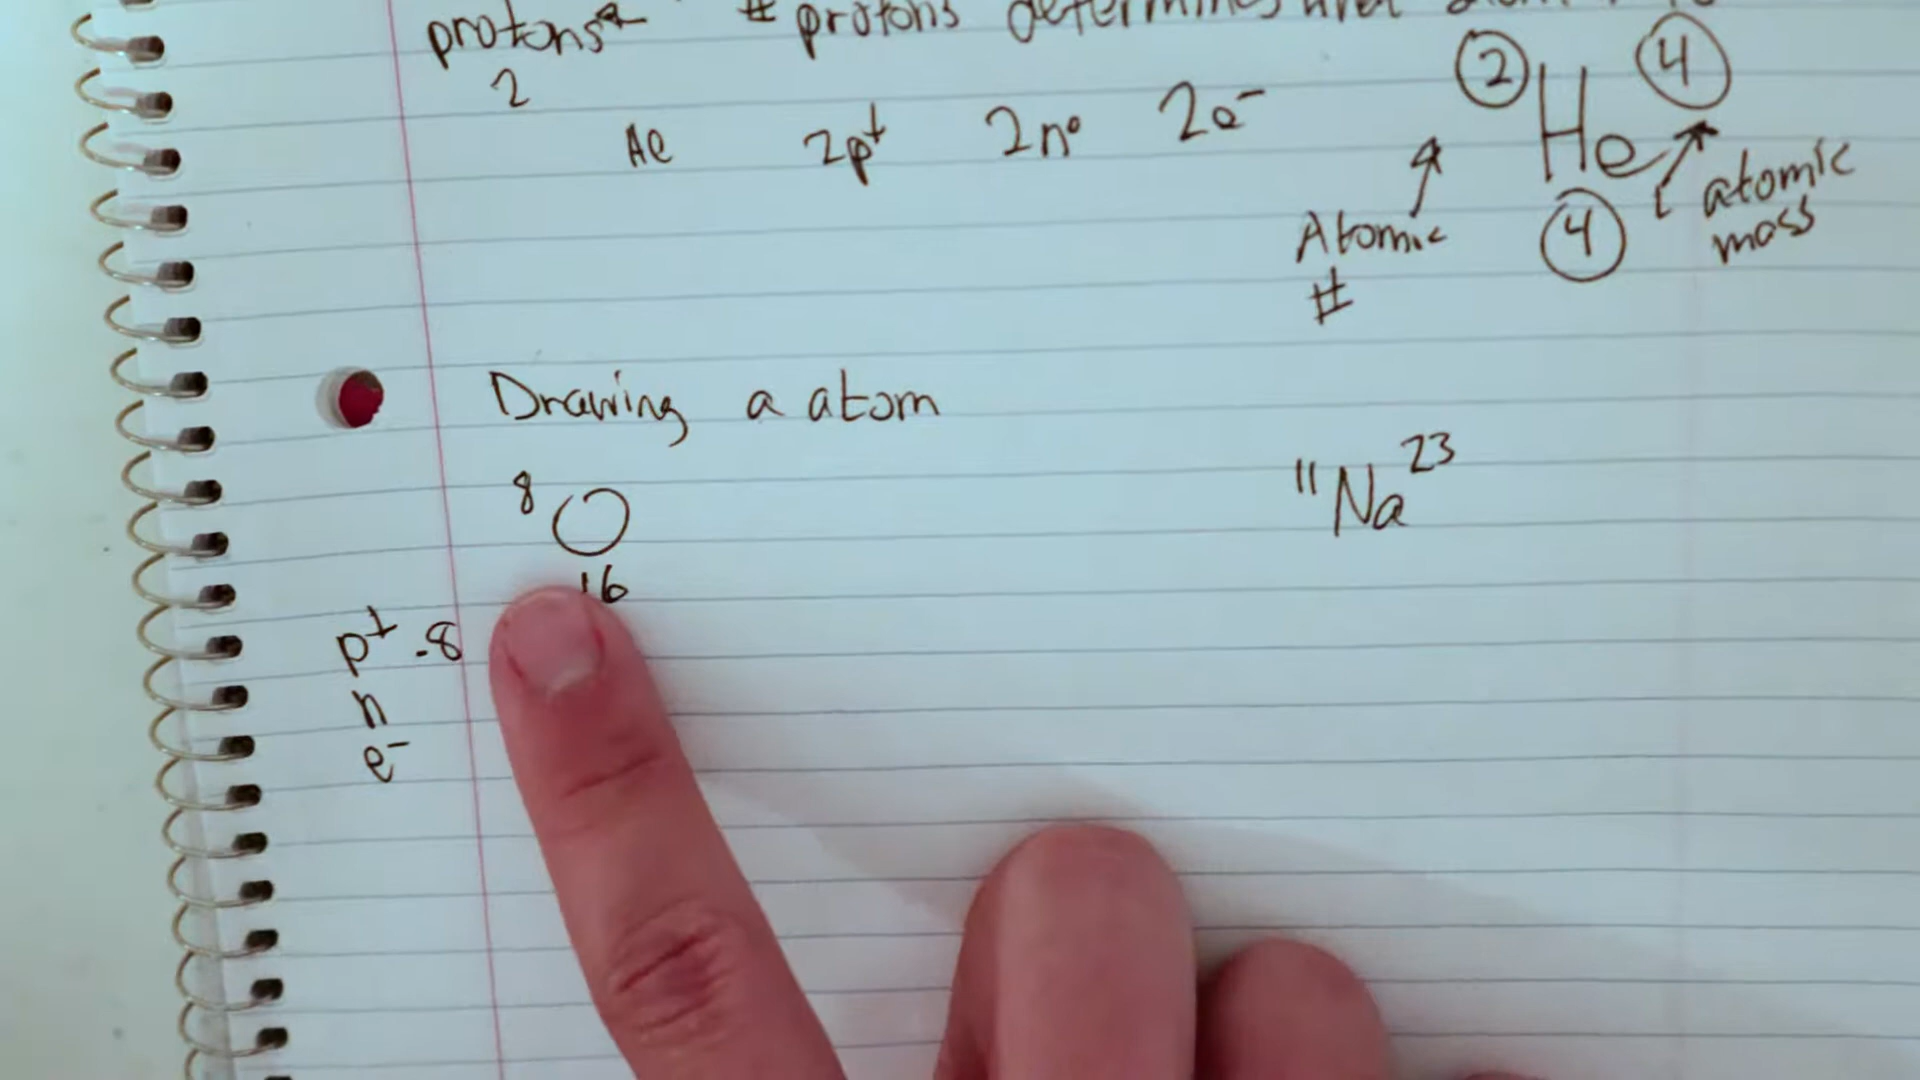 protons # protons determines
2
He 2p+ 2n° 2e-
2 He 4
4
Atomic #
atomic mass
Drawing a atom
8 O
16
11 Na 23
p+ - 8
n
e-